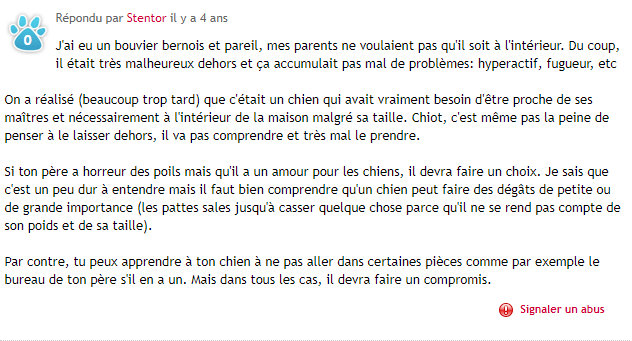 Répondu par Stentor il y a 4 ans
0
J'ai eu un bouvier bernois et pareil, mes parents ne voulaient pas qu'il soit à l'intérieur. Du coup,
il était très malheureux dehors et ça accumulait pas mal de problèmes: hyperactif, fugueur, etc
On a réalisé (beaucoup trop tard) que c'était un chien qui avait vraiment besoin d'être proche de ses
maîtres et nécessairement à l'intérieur de la maison malgré sa taille. Chiot, c'est même pas la peine de
penser à le laisser dehors, il va pas comprendre et très mal le prendre.
Si ton père a horreur des poils mais qu'il a un amour pour les chiens, il devra faire un choix. Je sais que
c'est un peu dur à entendre mais il faut bien comprendre qu'un chien peut faire des dégâts de petite ou
de grande importance (les pattes sales jusqu'à casser quelque chose parce qu'il ne se rend pas compte de
son poids et de sa taille).
Par contre, tu peux apprendre à ton chien à ne pas aller dans certaines pièces comme par exemple le
bureau de ton père s'il en a un. Mais dans tous les cas, il devra faire un compromis.
Signaler un abus